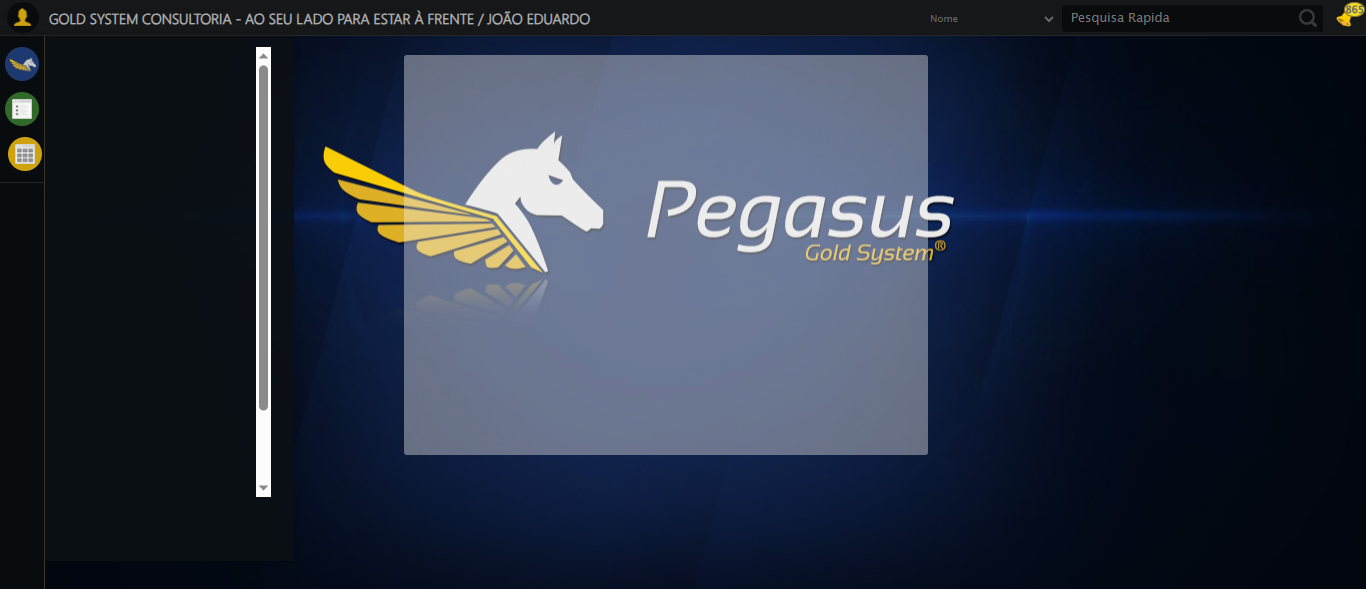 GOLD SYSTEM CONSULTORIA - AO SEU LADO PARA ESTAR À FRENTE / JOÃO EDUARDO
Nome
Pesquisa Rapida
865
Pegasus
Gold System®